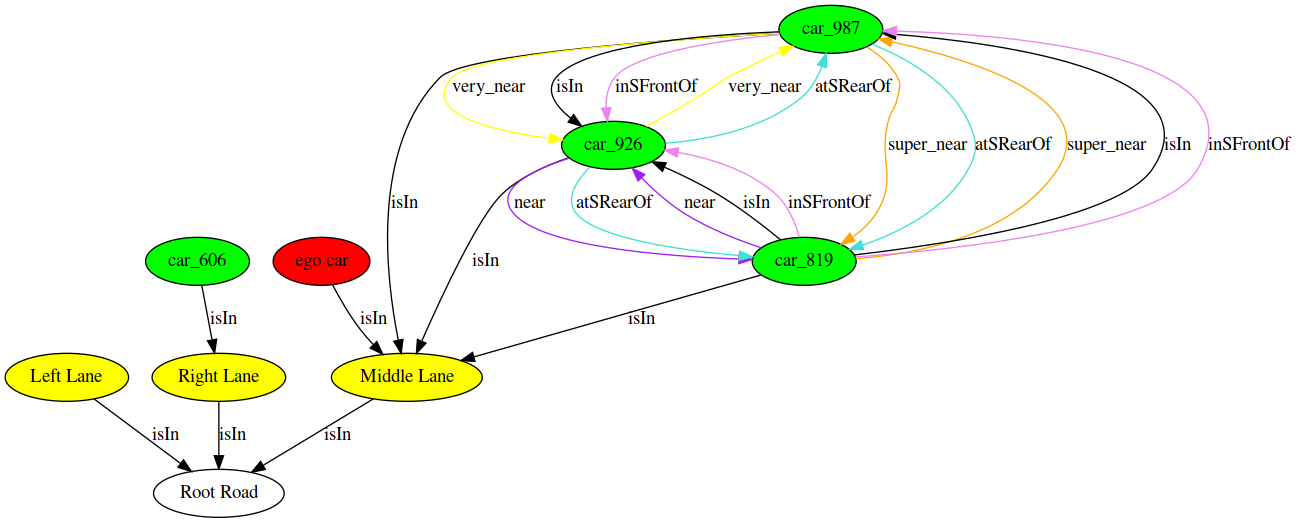 car_987
very_near
isIn
inSFrontOf
very_near
atSRearOf
car_926
super_near
atSRearOf
super_near
isIn
inSFrontOf
isIn
near
atSRearOf
near
isIn
inSFrontOf
car_606
ego car
isIn
car_819
isIn
isIn
isIn
Left Lane
Right Lane
Middle Lane
isIn
isIn
isIn
Root Road